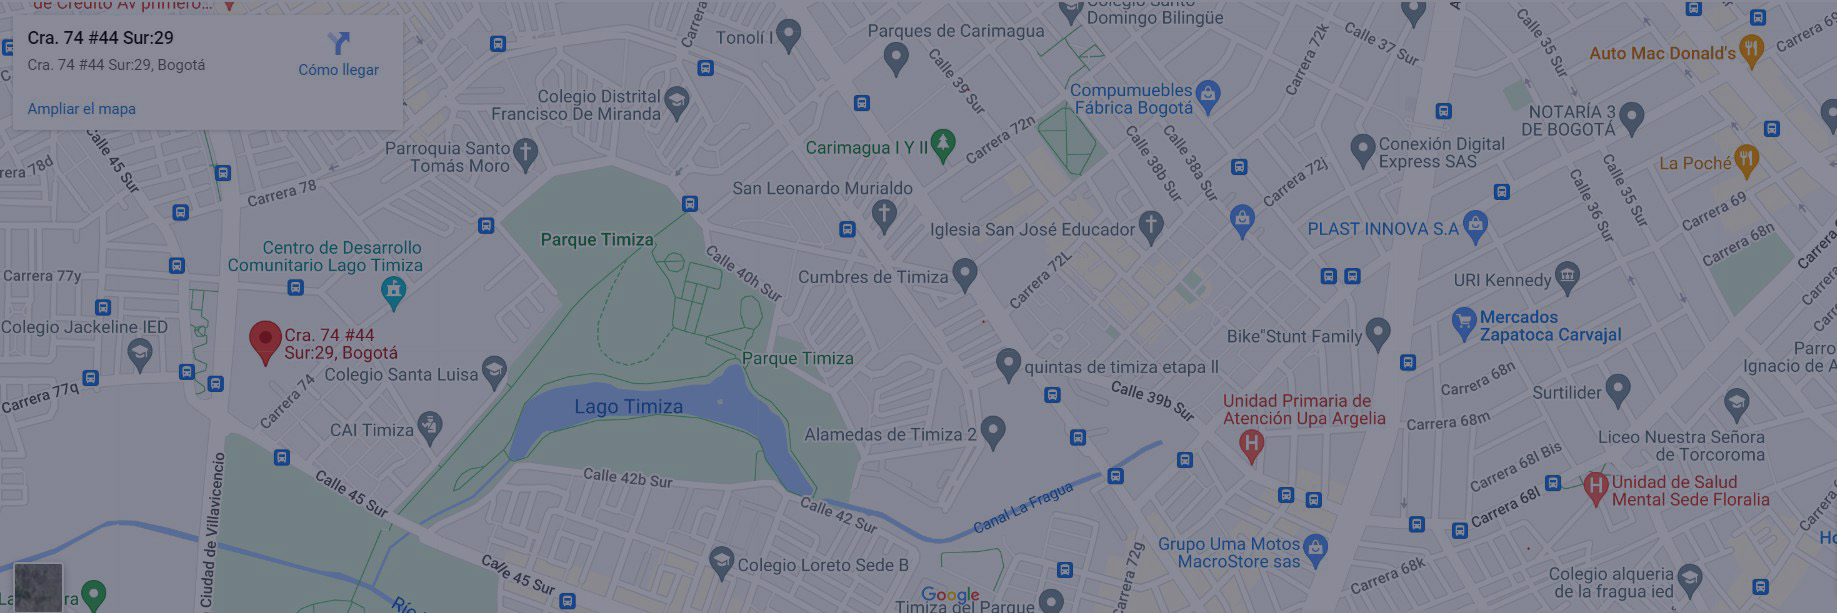 de Crédito Av primero...
Cra. 74 #44 Sur:29
Cra. 74 #44 Sur:29, Bogotá
Cómo llegar
Ampliar el mapa
Carrera
Tonolí I
Parques de Carimagua
Colegio Santo
Domingo Bilingüe
Carrera 72k
Calle 37 Sur
Calle 35 Sur
Auto Mac Donald's
Carrera 69
Calle 39 Sur
Compumuebles
Fábrica Bogotá
Colegio Distrital
Francisco De Miranda
NOTARÍA 3
DE BOGOTÁ
Calle 45 Sur
Parroquia Santo
Tomás Moro
Carimagua I Y II
Carrera 72n
Calle 38b Sur
Calle 38a Sur
Conexión Digital
Express SAS
La Poché
rera 78d
Carrera 78
San Leonardo Murialdo
Carrera 72j
Calle 36 Sur
Calle 35 Sur
Carrera 69
Iglesia San José Educador
PLAST INNOVA S.A
Parque Timiza
Centro de Desarrollo
Comunitario Lago Timiza
Calle 40h Sur
Carrera 68n
Carrera
Carrera 77y
Cumbres de Timiza
Carrera 72L
URI Kennedy
Colegio Jackeline IED
Cra. 74 #44
Sur:29, Bogotá
Mercados
Zapatoca Carvajal
Bike"Stunt Family
Parque Timiza
quintas de timiza etapa ll
Parro
Ignacio de A
Colegio Santa Luisa
Carrera 77q
Carrera 74
Calle 39b Sur
Carrera 68n
Surtilider
Lago Timiza
Unidad Primaria de
Atención Upa Argelia
Carrera 68m
CAI Timiza
Alamedas de Timiza 2
Liceo Nuestra Señora
de Torcoroma
Carrera 68l Bis
Calle 42b Sur
Calle 45 Sur
Canal La Fragua
Carrera 68l
Unidad de Salud
Mental Sede Floralia
Calle 42 Sur
Ciudad de Villavicencio
Carrera
Grupo Uma Motos
MacroStore sas
Colegio Loreto Sede B
Calle 45 Sur
Carrera 72g
Carrera 68k
Colegio alqueria
de la fragua ied
Google
Timiza del Parque
Río